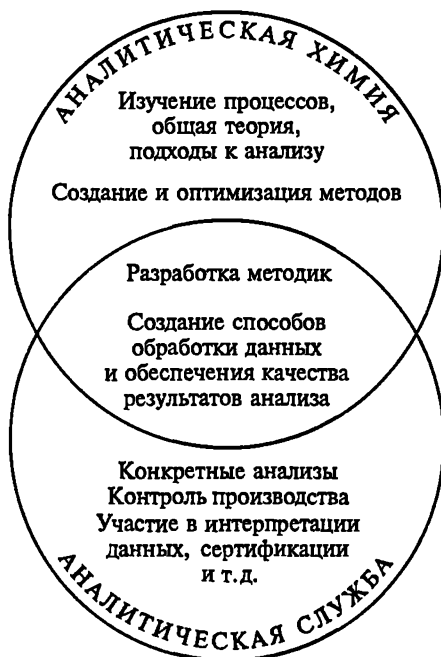 АНАЛИТИЧЕСКАЯ ХИМИЯ
Изучение процессов,
общая теория,
подходы к анализу
Создание и оптимизация методов
Разработка методик
Создание способов
обработки данных
и обеспечения качества
результатов анализа
Конкретные анализы
Контроль производства
Участие в интерпретации
данных, сертификации
и т.д.
АНАЛИТИЧЕСКАЯ СЛУЖБА